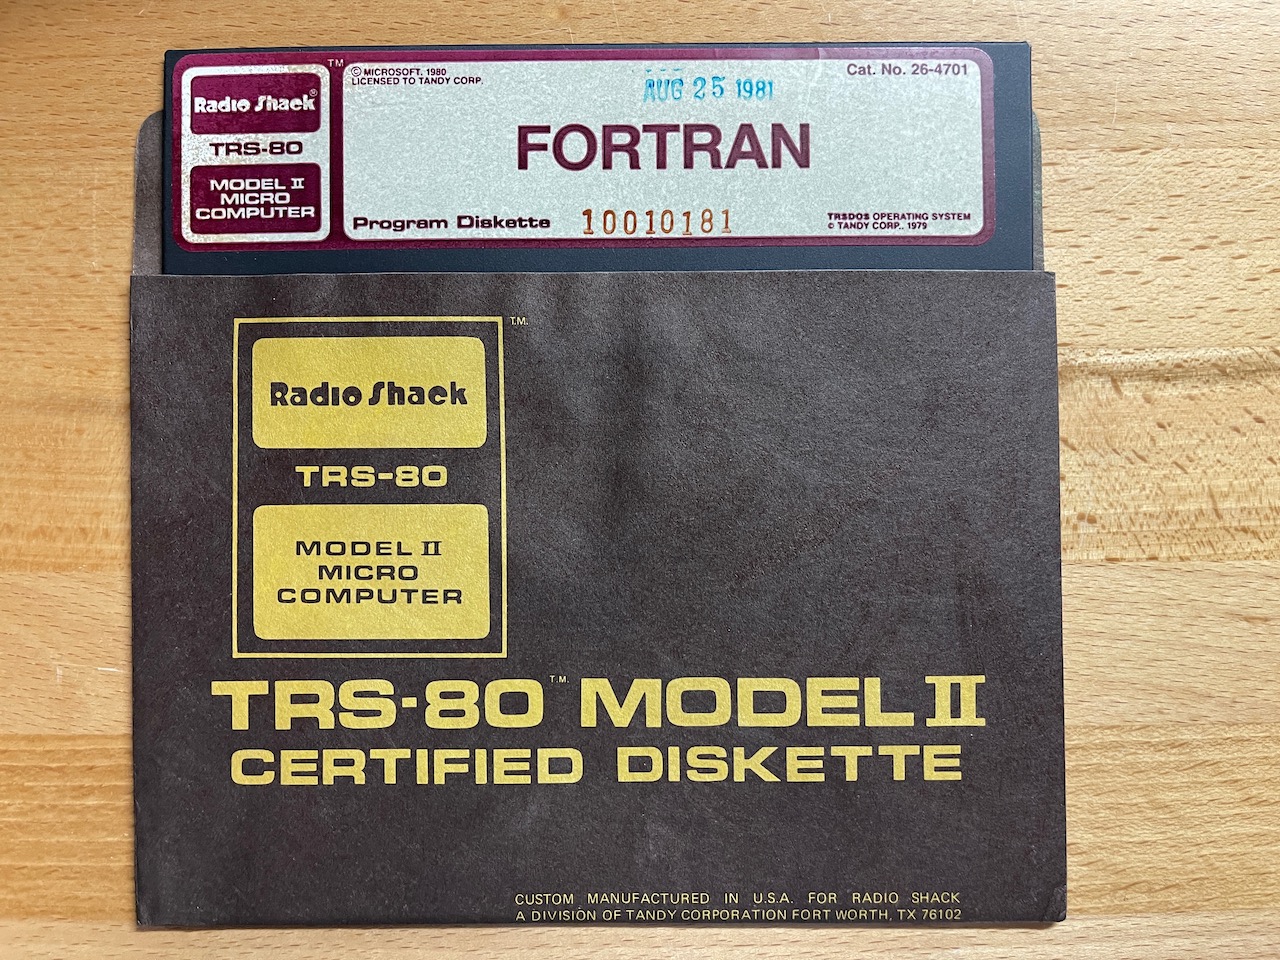 Radio Shack®
TRS-80
MODEL II
MICRO
COMPUTER
TM
© MICROSOFT, 1980
LICENSED TO TANDY CORP.
AUG 25 1981
Cat. No. 26-4701
FORTRAN
Program Diskette
10010181
TRSDOS OPERATING SYSTEM
© TANDY CORP., 1979
T.M.
Radio Shack
TRS-80
MODEL II
MICRO
COMPUTER
TRS-80 T.M. MODEL II
CERTIFIED DISKETTE
CUSTOM MANUFACTURED IN U.S.A. FOR RADIO SHACK
A DIVISION OF TANDY CORPORATION FORT WORTH, TX 76102